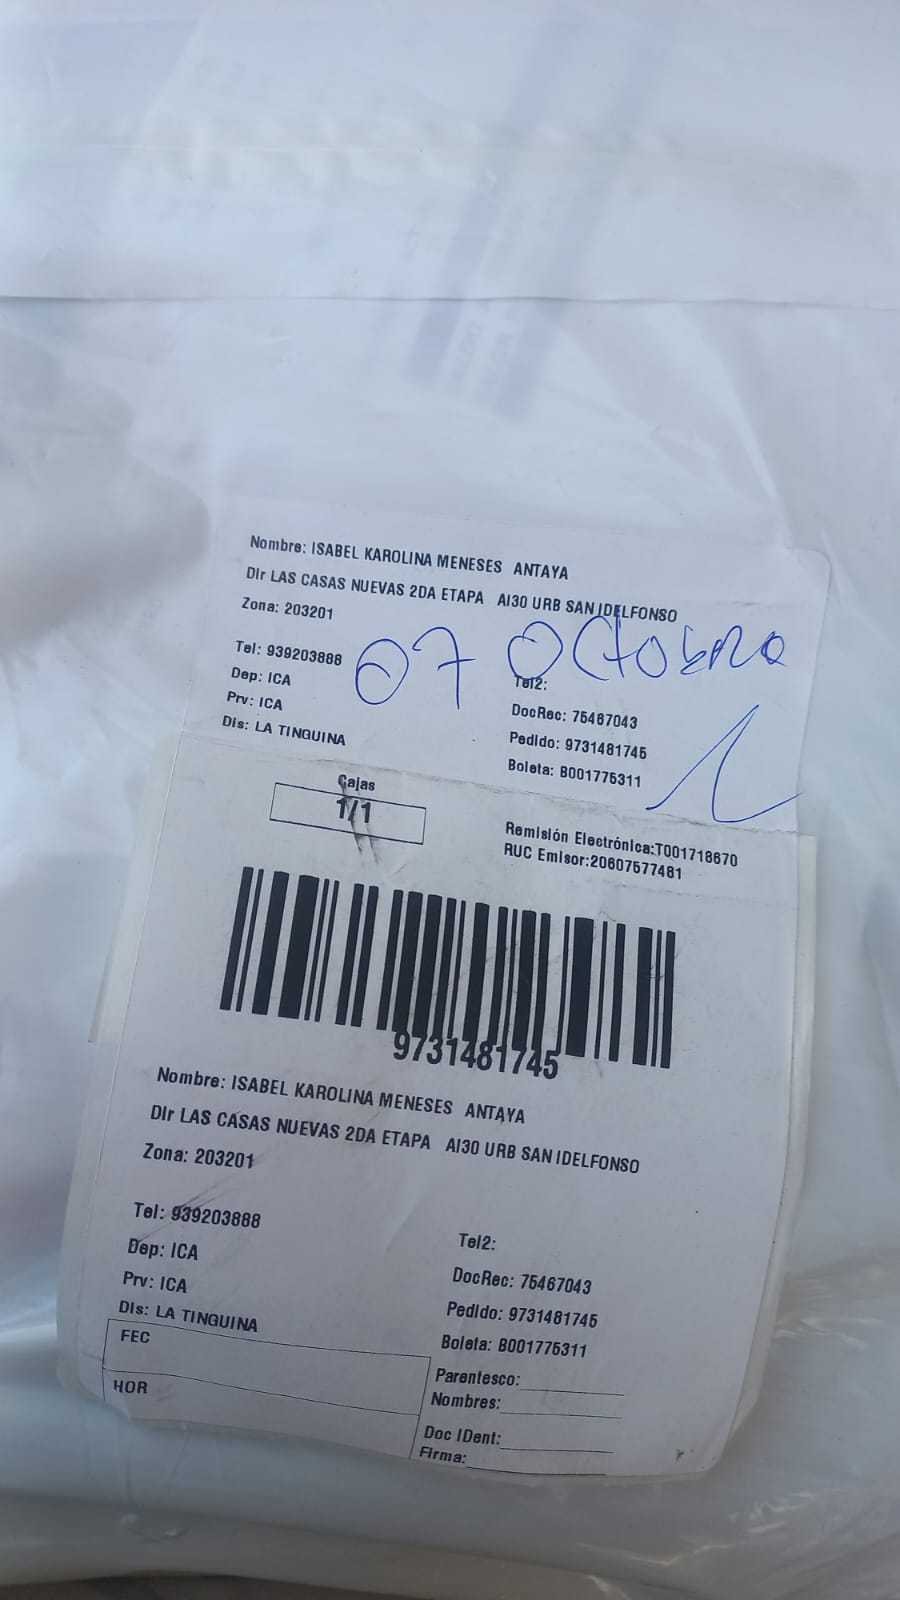 Nombre: ISABEL KAROLINA MENESES ANTAYA
Dir LAS CASAS NUEVAS 2DA ETAPA AI30 URB SAN IDELFONSO
Zona: 203201
07 Octubre
Tel: 939203888
Tel2:
Dep: ICA
DocRec: 75467043
Prv: ICA
Pedido: 9731481745
Dis: LA TINGUINA
Boleta: B001775311
Cajas
1/1
Remisión Electrónica:T001718670
RUC Emisor:20607577481
9731481745
Nombre: ISABEL KAROLINA MENESES ANTAYA
Dir LAS CASAS NUEVAS 2DA ETAPA AI30 URB SAN IDELFONSO
Zona: 203201
Tel: 939203888
Tel2:
Dep: ICA
DocRec: 75467043
Prv: ICA
Pedido: 9731481745
Dis: LA TINGUINA
Boleta: B001775311
FEC
Parentesco:
HOR
Nombres:
Doc IDent:
Firma: